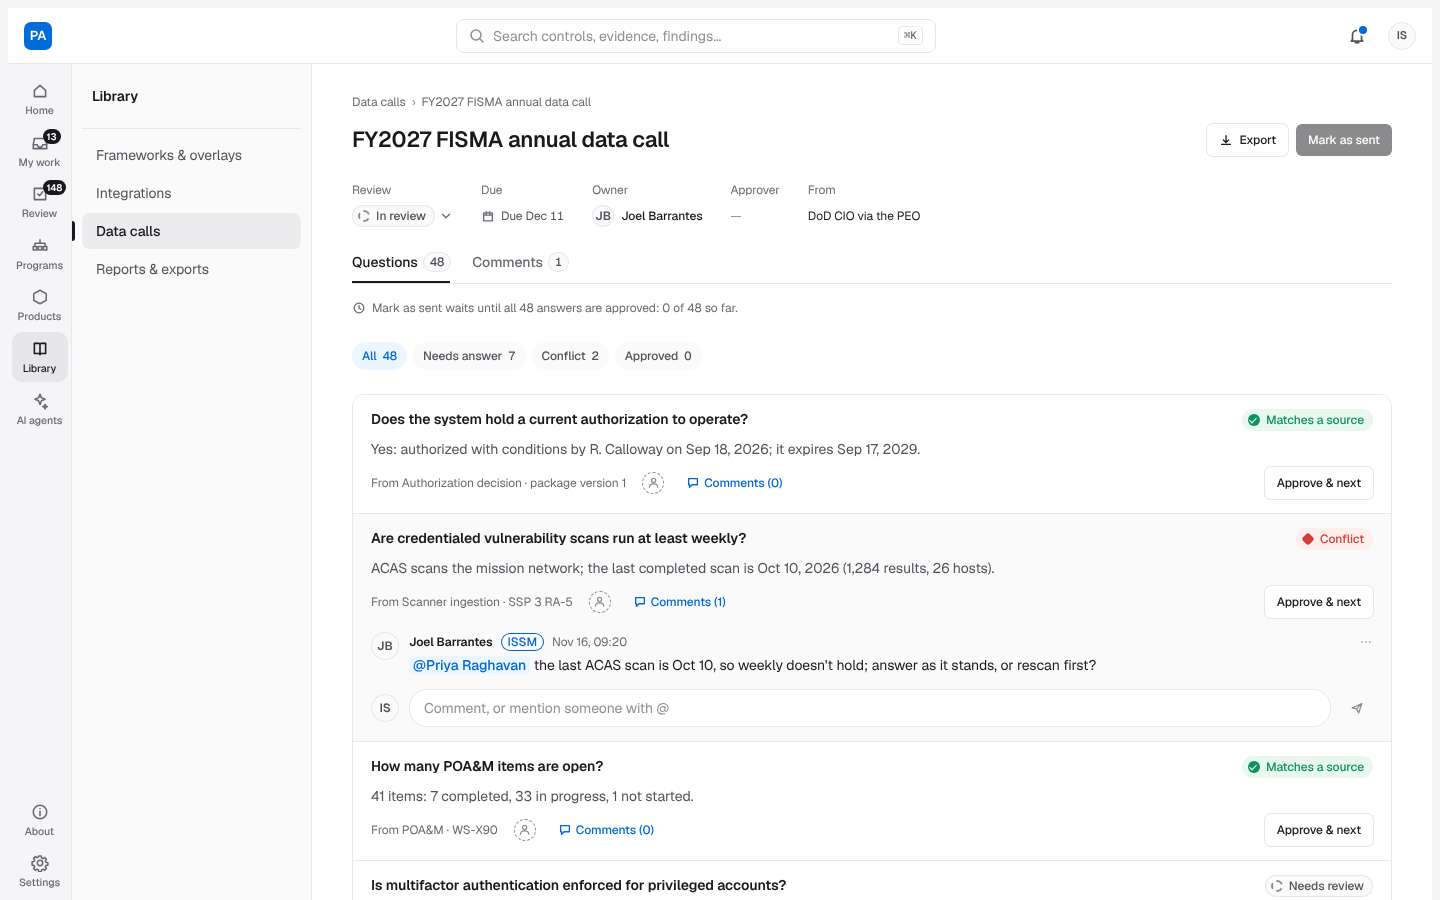 PA
Search controls, evidence, findings...
⌘K
IS
Home
13
My work
148
Review
Programs
Products
Library
AI agents
About
Settings
Library
Frameworks & overlays
Integrations
Data calls
Reports & exports
Data calls › FY2027 FISMA annual data call
FY2027 FISMA annual data call
Export
Mark as sent
Review
Due
Owner
Approver
From
In review
Due Dec 11
JB Joel Barrantes
—
DoD CIO via the PEO
Questions 48
Comments 1
Mark as sent waits until all 48 answers are approved: 0 of 48 so far.
All 48
Needs answer 7
Conflict 2
Approved 0
Does the system hold a current authorization to operate?
Matches a source
Yes: authorized with conditions by R. Calloway on Sep 18, 2026; it expires Sep 17, 2029.
From Authorization decision · package version 1
Comments (0)
Approve & next
Are credentialed vulnerability scans run at least weekly?
Conflict
ACAS scans the mission network; the last completed scan is Oct 10, 2026 (1,284 results, 26 hosts).
From Scanner ingestion · SSP 3 RA-5
Comments (1)
Approve & next
JB
Joel Barrantes ISSM Nov 16, 09:20
@Priya Raghavan the last ACAS scan is Oct 10, so weekly doesn't hold; answer as it stands, or rescan first?
IS
Comment, or mention someone with @
How many POA&M items are open?
Matches a source
41 items: 7 completed, 33 in progress, 1 not started.
From POA&M · WS-X90
Comments (0)
Approve & next
Is multifactor authentication enforced for privileged accounts?
Needs review